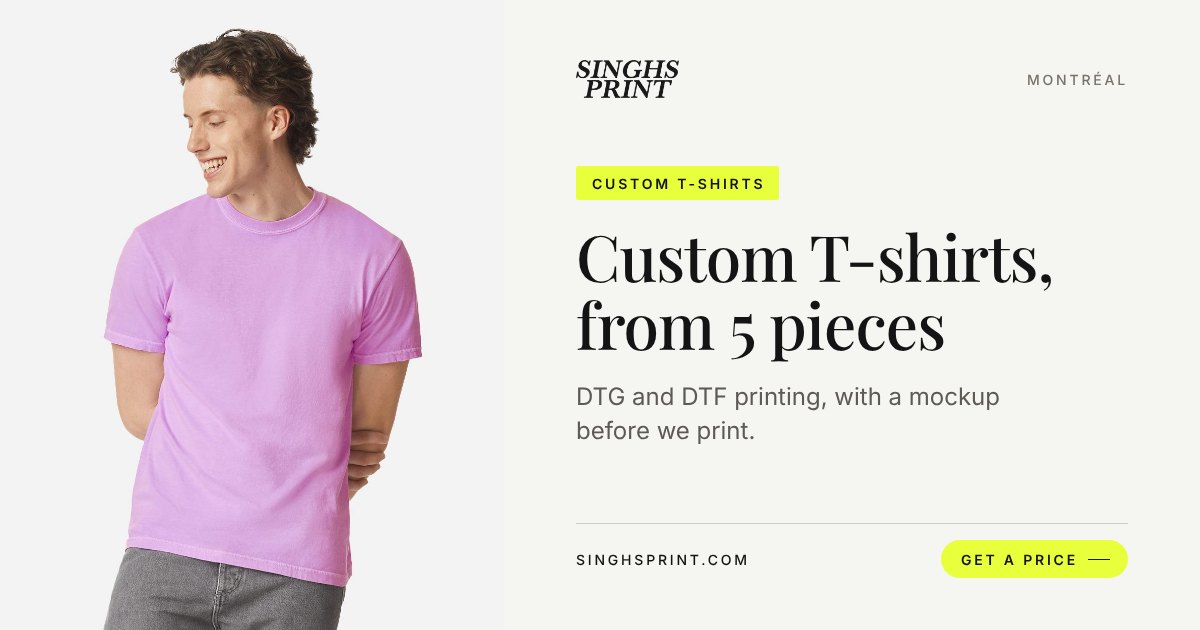 SINGHS
PRINT
MONTRÉAL
CUSTOM T-SHIRTS
Custom T-shirts,
from 5 pieces
DTG and DTF printing, with a mockup
before we print.
SINGHSPRINT.COM
GET A PRICE —